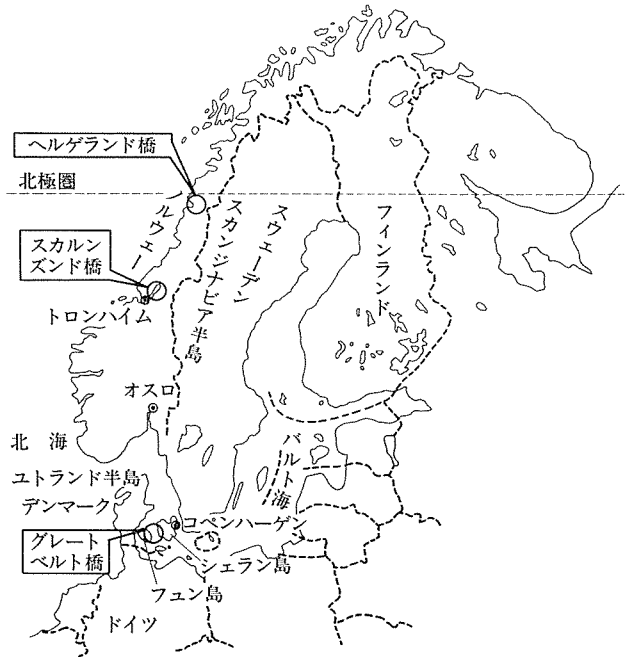 ヘルゲランド橋
北極圏
ノルウェー
スカンジナビア半島
スウェーデン
フィンランド
スカルン
ズンド橋
トロンハイム
オスロ
北 海
バルト海
ユトランド半島
デンマーク
コペンハーゲン
グレート
ベルト橋
シェラン島
フュン島
ドイツ